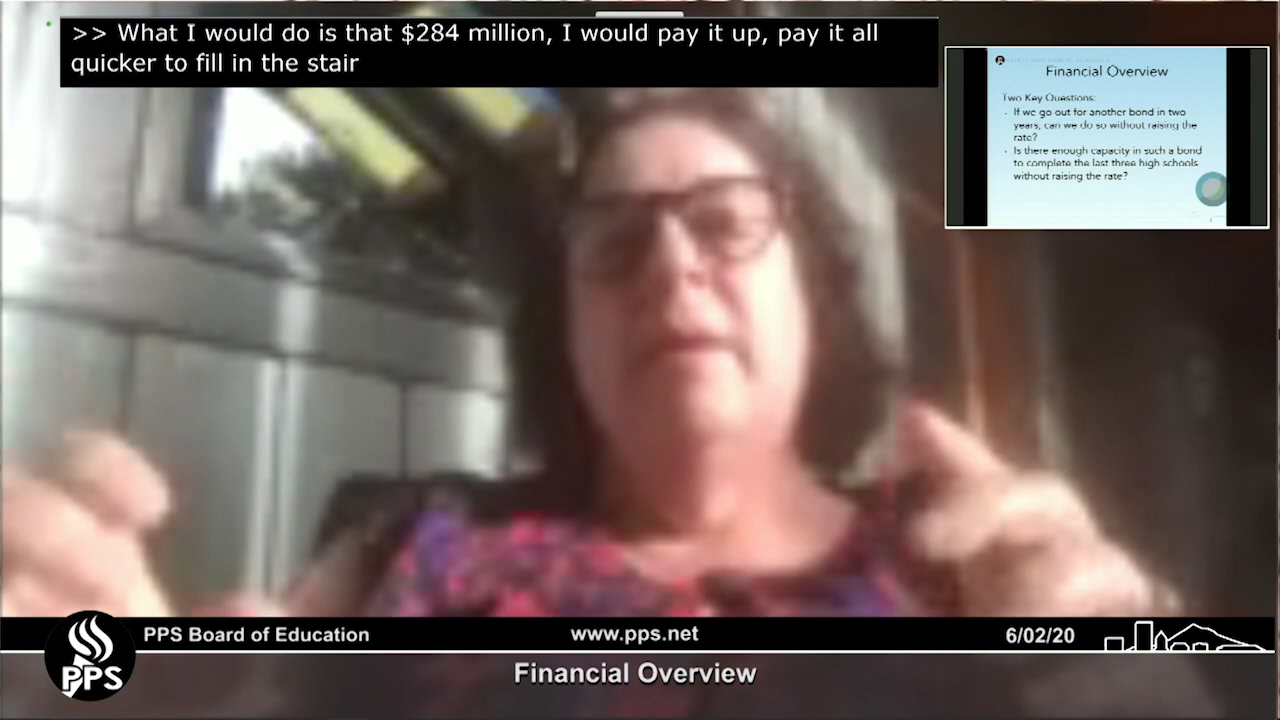 >> What I would do is that $284 million, I would pay it up, pay it all
quicker to fill in the stair
Financial Overview
Two Key Questions:
· If we go out for another bond in two
years, can we do so without raising the
rate?
· Is there enough capacity in such a bond
to complete the last three high schools
without raising the rate?
PPS Board of Education
www.pps.net
6/02/20
PPS
Financial Overview